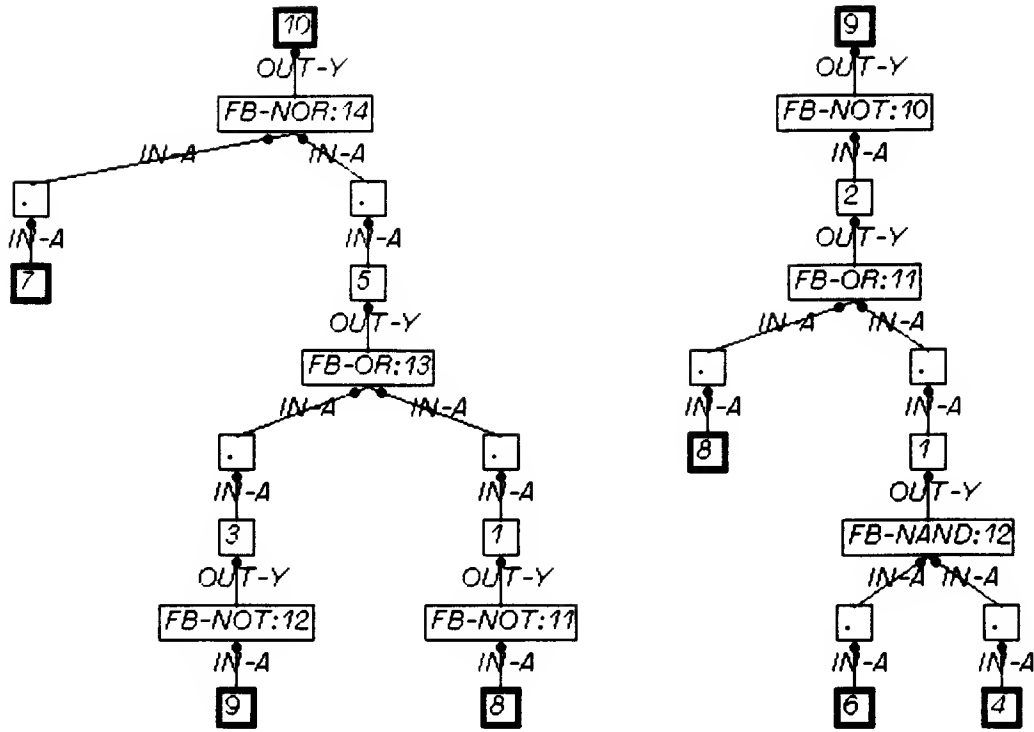 10
OUT-Y
FB-NOR:14
IN-A IN-A
. .
IN-A IN-A
7 5
OUT-Y
FB-OR:13
IN-A IN-A
. .
IN-A IN-A
3 1
OUT-Y OUT-Y
FB-NOT:12 FB-NOT:11
IN-A IN-A
9 8
9
OUT-Y
FB-NOT:10
IN-A
2
OUT-Y
FB-OR:11
IN-A IN-A
. .
IN-A IN-A
8 1
OUT-Y
FB-NAND:12
IN-A IN-A
. .
IN-A IN-A
6 4